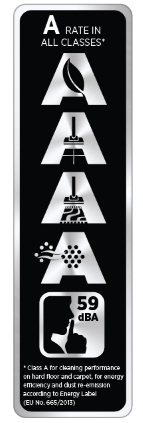 A RATE IN
ALL CLASSES*
A
A
A
A
59
dBA
* Class A for cleaning performance
on hard floor and carpet, for energy
efficiency and dust re-emission
according to Energy Label
(EU No. 665/2013)